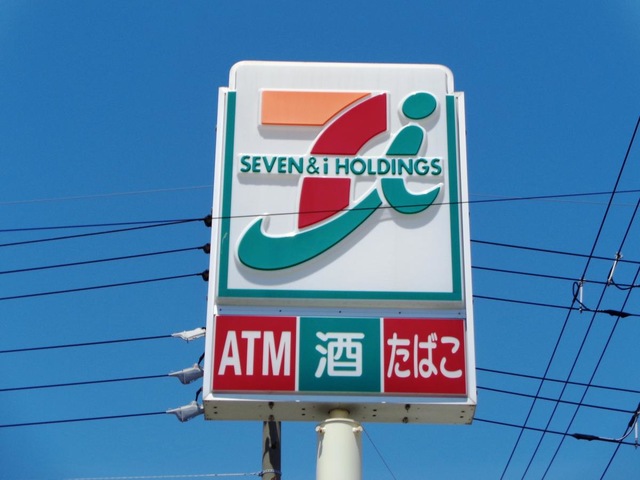 SEVEN&i HOLDINGS
ATM 酒 たばこ